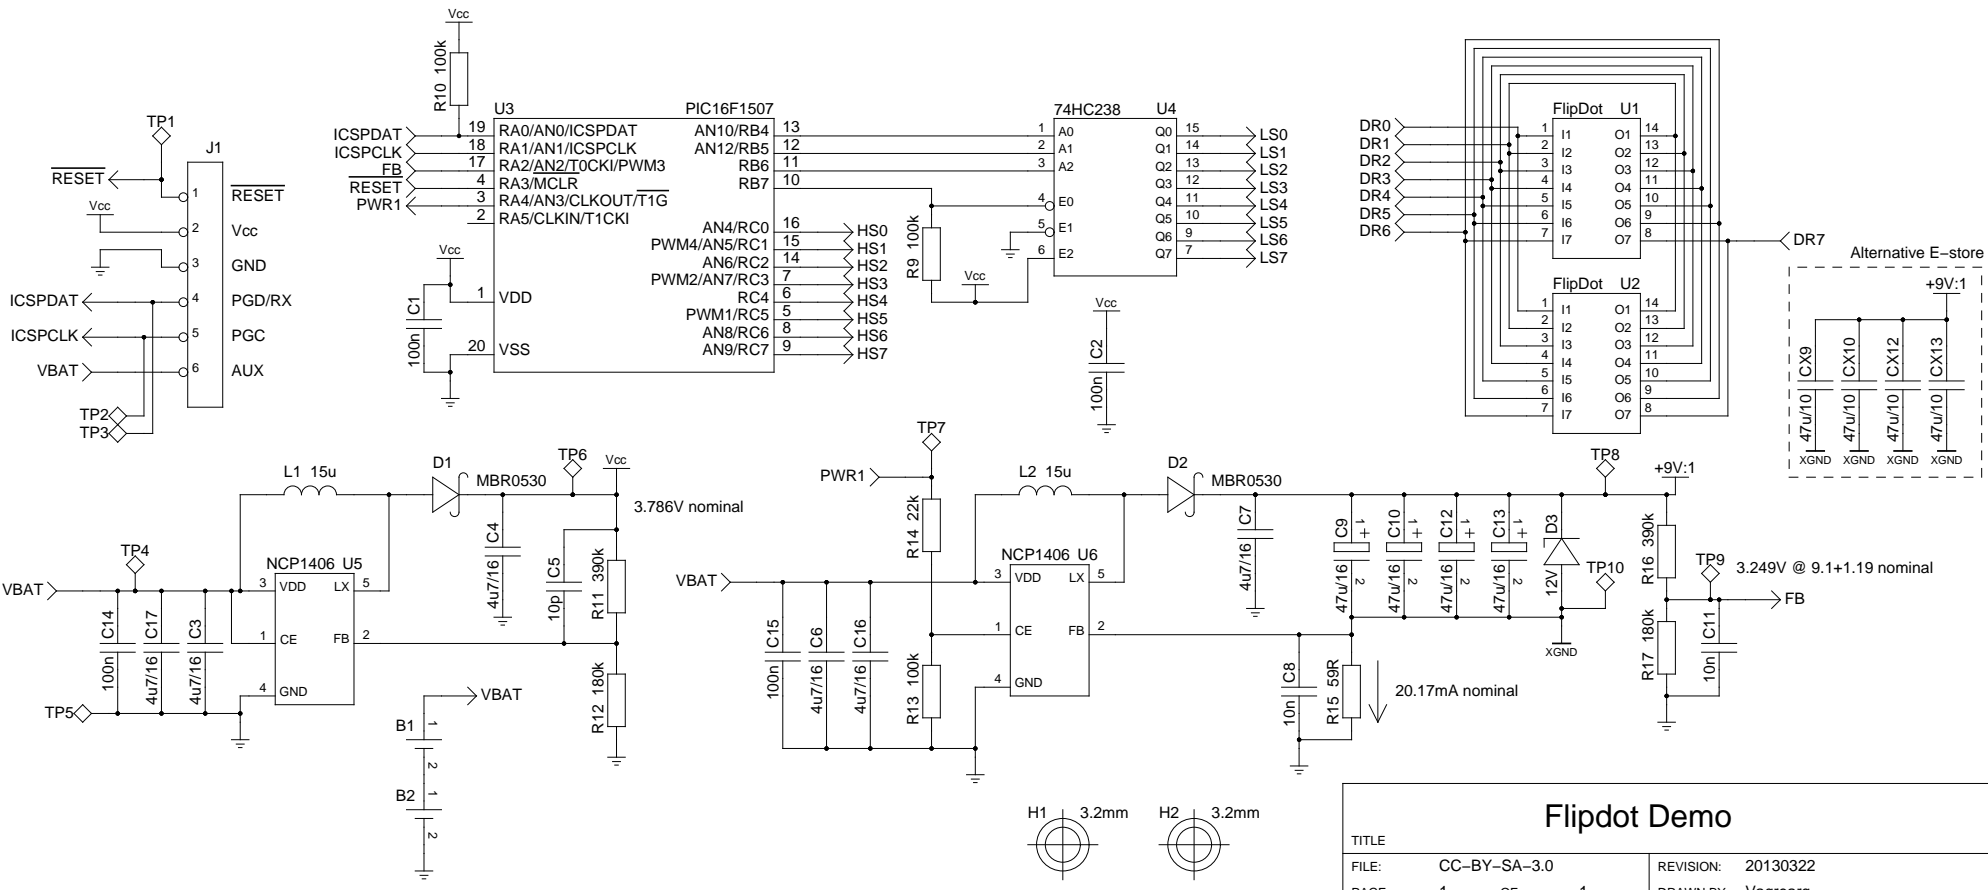 Vcc
R10 100k
TP1
J1
RESET
1 RESET
Vcc
2 Vcc
3 GND
ICSPDAT 4 PGD/RX
ICSPCLK 5 PGC
VBAT 6 AUX
TP2
TP3
U3 PIC16F1507
ICSPDAT 19 RA0/AN0/ICSPDAT
ICSPCLK 18 RA1/AN1/ICSPCLK
FB 17 RA2/AN2/T0CKI/PWM3
RESET 4 RA3/MCLR
PWR1 3 RA4/AN3/CLKOUT/T1G
2 RA5/CLKIN/T1CKI
Vcc
1 VDD
C1
100n
20 VSS
AN10/RB4 13
AN12/RB5 12
RB6 11
RB7 10
AN4/RC0 16 HS0
PWM4/AN5/RC1 15 HS1
AN6/RC2 14 HS2
PWM2/AN7/RC3 7 HS3
RC4 6 HS4
PWM1/RC5 5 HS5
AN8/RC6 8 HS6
AN9/RC7 9 HS7
R9 100k
Vcc
74HC238 U4
1 A0 Q0 15 LS0
2 A1 Q1 14 LS1
3 A2 Q2 13 LS2
Q3 12 LS3
4 E0 Q4 11 LS4
5 E1 Q5 10 LS5
Q6 9 LS6
6 E2 Q7 7 LS7
Vcc
C2
100n
FlipDot U1
DR0 1 I1 O1 14
DR1 2 I2 O2 13
DR2 3 I3 O3 12
DR3 4 I4 O4 11
DR4 5 I5 O5 10
DR5 6 I6 O6 9
DR6 7 I7 O7 8
DR7
FlipDot U2
1 I1 O1 14
2 I2 O2 13
3 I3 O3 12
4 I4 O4 11
5 I5 O5 10
6 I6 O6 9
7 I7 O7 8
Alternative E-store
+9V:1
CX9 CX10 CX12 CX13
47u/10 47u/10 47u/10 47u/10
XGND XGND XGND XGND
L1 15u
D1
MBR0530
TP6
Vcc
3.786V nominal
C4
4u7/16
C5
10p
R11 390k
TP4
VBAT
NCP1406 U5
3 VDD LX 5
1 CE FB 2
4 GND
C14
100n
C17
4u7/16
C3
4u7/16
TP5
R12 180k
VBAT
B1 1
2
B2 1
2
TP7
PWR1
R14 22k
L2 15u
D2
MBR0530
VBAT
NCP1406 U6
3 VDD LX 5
1 CE FB 2
4 GND
C15
100n
C6
4u7/16
C16
4u7/16
R13 100k
C7
4u7/16
C9 1 +
47u/16 2
C10 1 +
47u/16 2
C12 1 +
47u/16 2
C13 1 +
47u/16 2
D3
12V
TP8
TP10
XGND
+9V:1
R16 390k
TP9 3.249V @ 9.1+1.19 nominal
FB
R17 180k
C11
10n
C8
10n
R15 59R
20.17mA nominal
H1 3.2mm
H2 3.2mm
Flipdot Demo
TITLE
FILE: CC-BY-SA-3.0
REVISION: 20130322